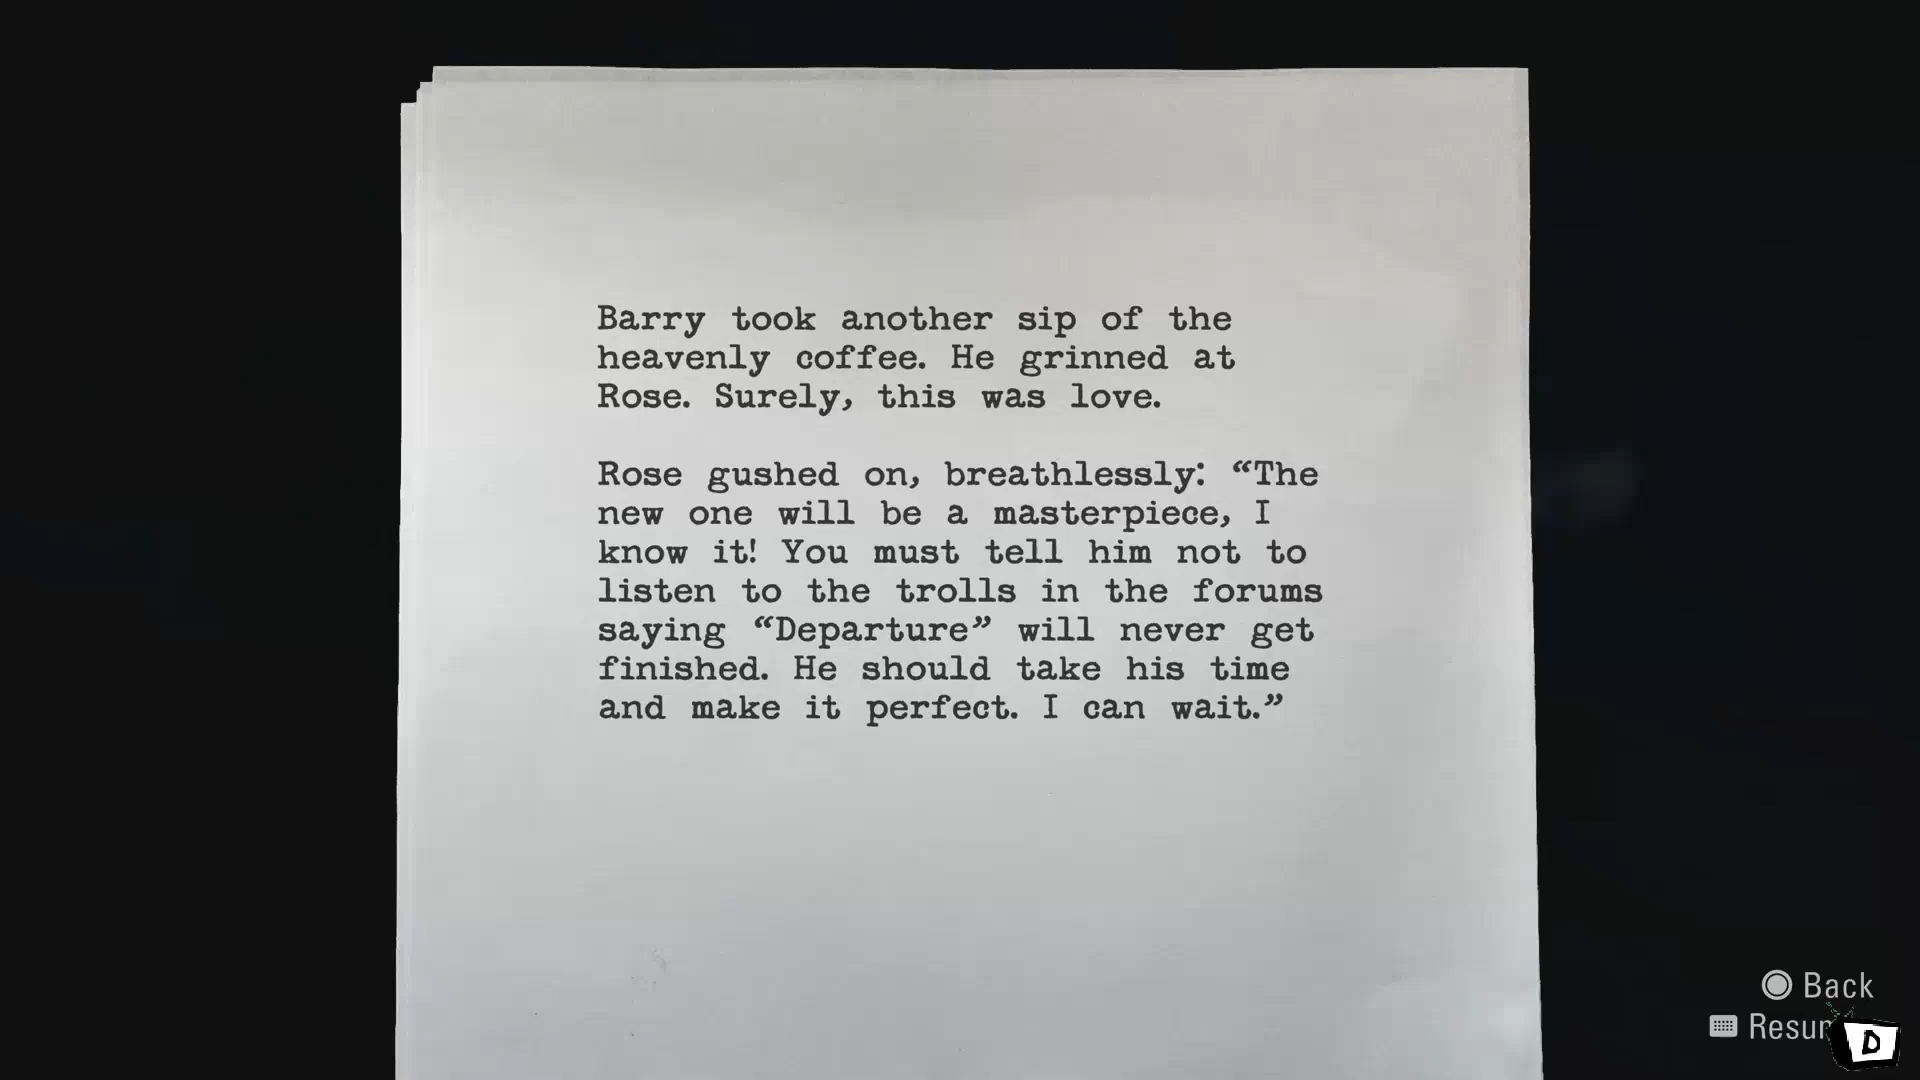 Barry took another sip of the
heavenly coffee. He grinned at
Rose. Surely, this was love.
Rose gushed on, breathlessly: “The
new one will be a masterpiece, I
know it! You must tell him not to
listen to the trolls in the forums
saying “Departure” will never get
finished. He should take his time
and make it perfect. I can wait.”
Back
D